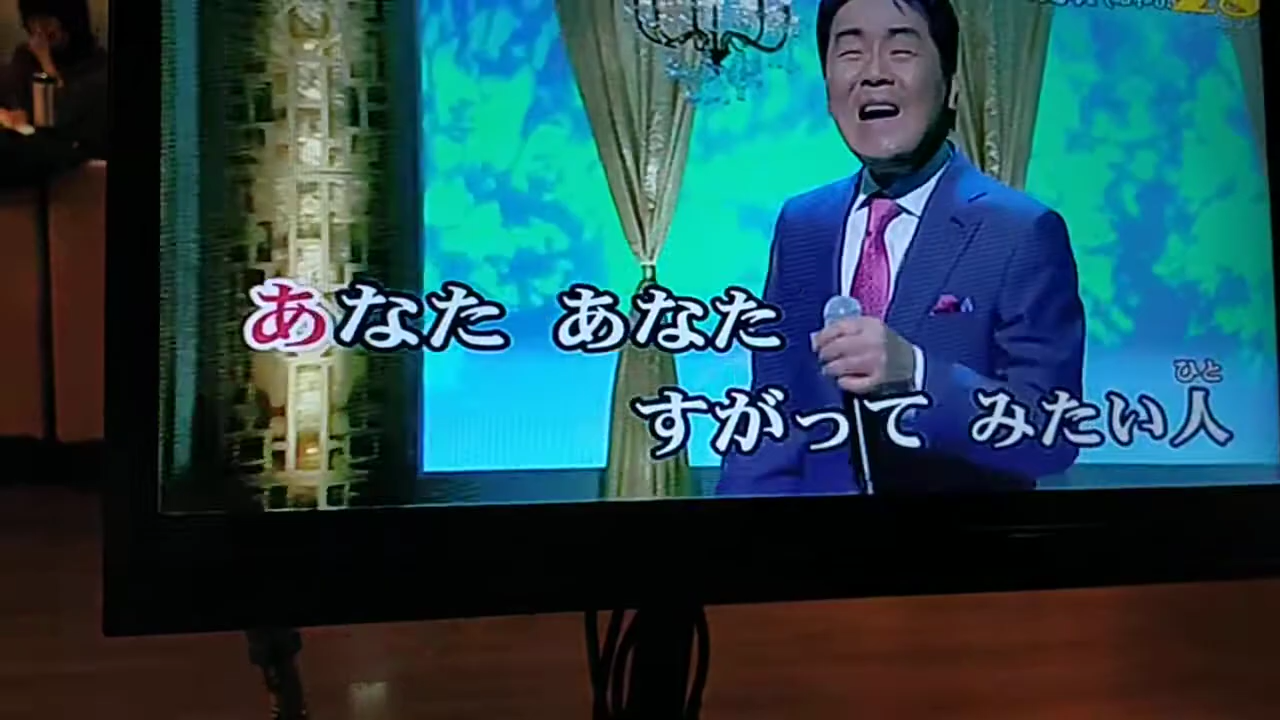 あなた あなた
すがって みたい人
ひと